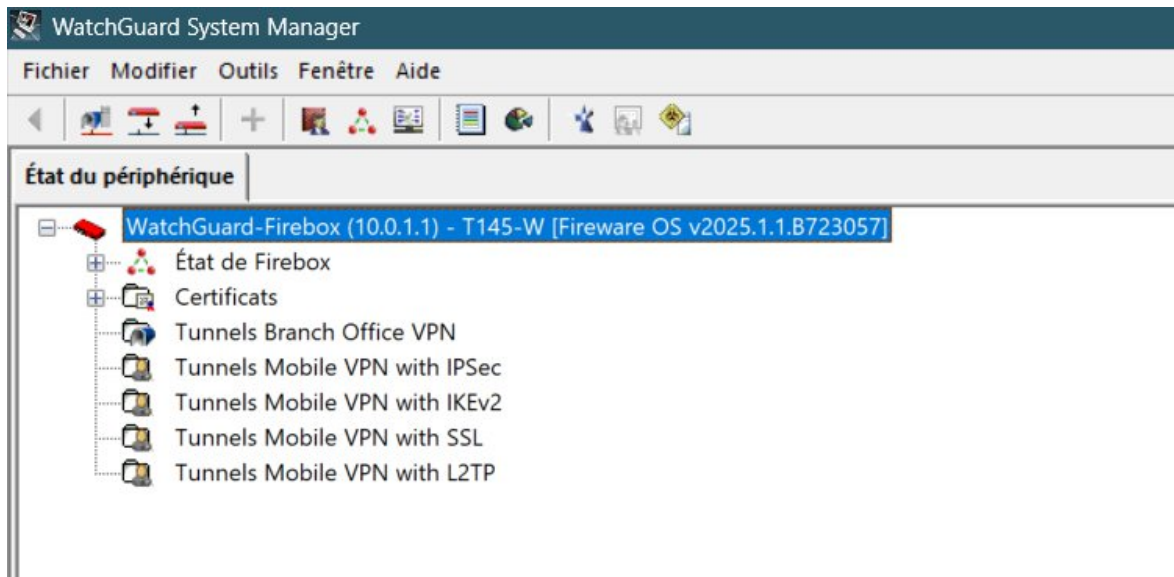 WatchGuard System Manager
Fichier Modifier Outils Fenêtre Aide
État du périphérique
WatchGuard-Firebox (10.0.1.1) - T145-W [Fireware OS v2025.1.1.B723057]
État de Firebox
Certificats
Tunnels Branch Office VPN
Tunnels Mobile VPN with IPSec
Tunnels Mobile VPN with IKEv2
Tunnels Mobile VPN with SSL
Tunnels Mobile VPN with L2TP